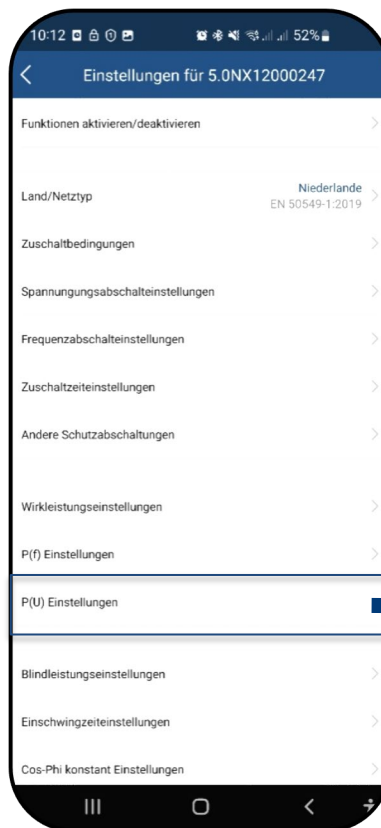 10:12 52%
Einstellungen für 5.0NX12000247
Funktionen aktivieren/deaktivieren
Land/Netztyp Niederlande
EN 50549-1:2019
Zuschaltbedingungen
Spannungungsabschalteinstellungen
Frequenzabschalteinstellungen
Zuschaltzeiteinstellungen
Andere Schutzabschaltungen
Wirkleistungseinstellungen
P(f) Einstellungen
P(U) Einstellungen
Blindleistungseinstellungen
Einschwingzeiteinstellungen
Cos-Phi konstant Einstellungen